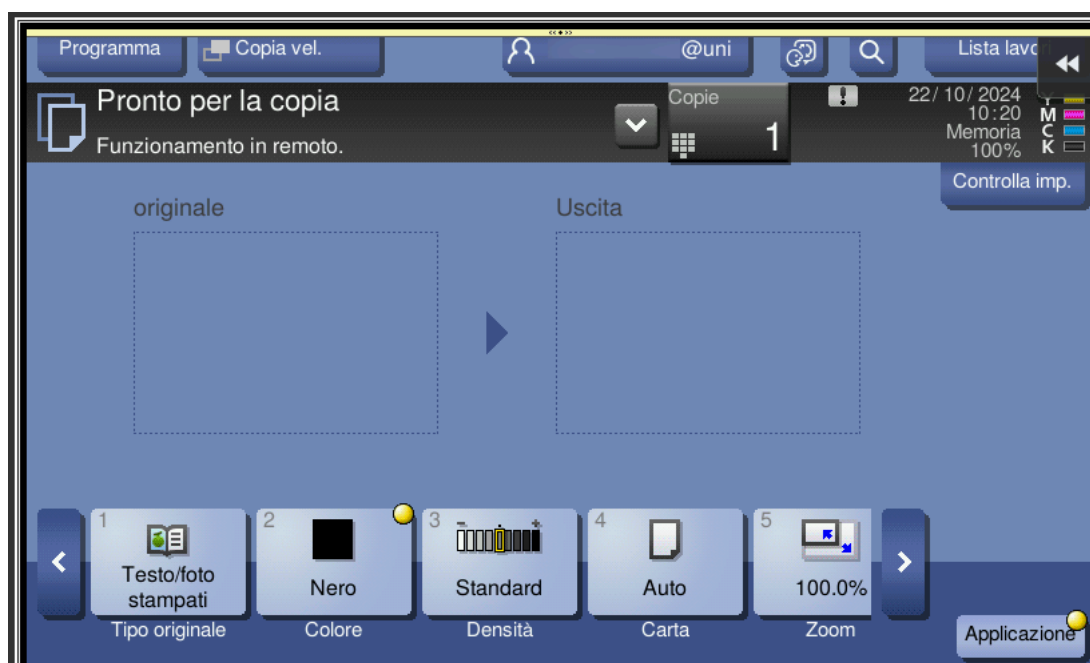 Programma
Copia vel.
@uni
Lista lavori
Pronto per la copia
Funzionamento in remoto.
Copie
1
22/10/2024
10:20
Memoria
100%
Y
M
C
K
Controlla imp.
originale
Uscita
1
Testo/foto
stampati
Tipo originale
2
Nero
Colore
3
Standard
Densità
4
Auto
Carta
5
100.0%
Zoom
Applicazione